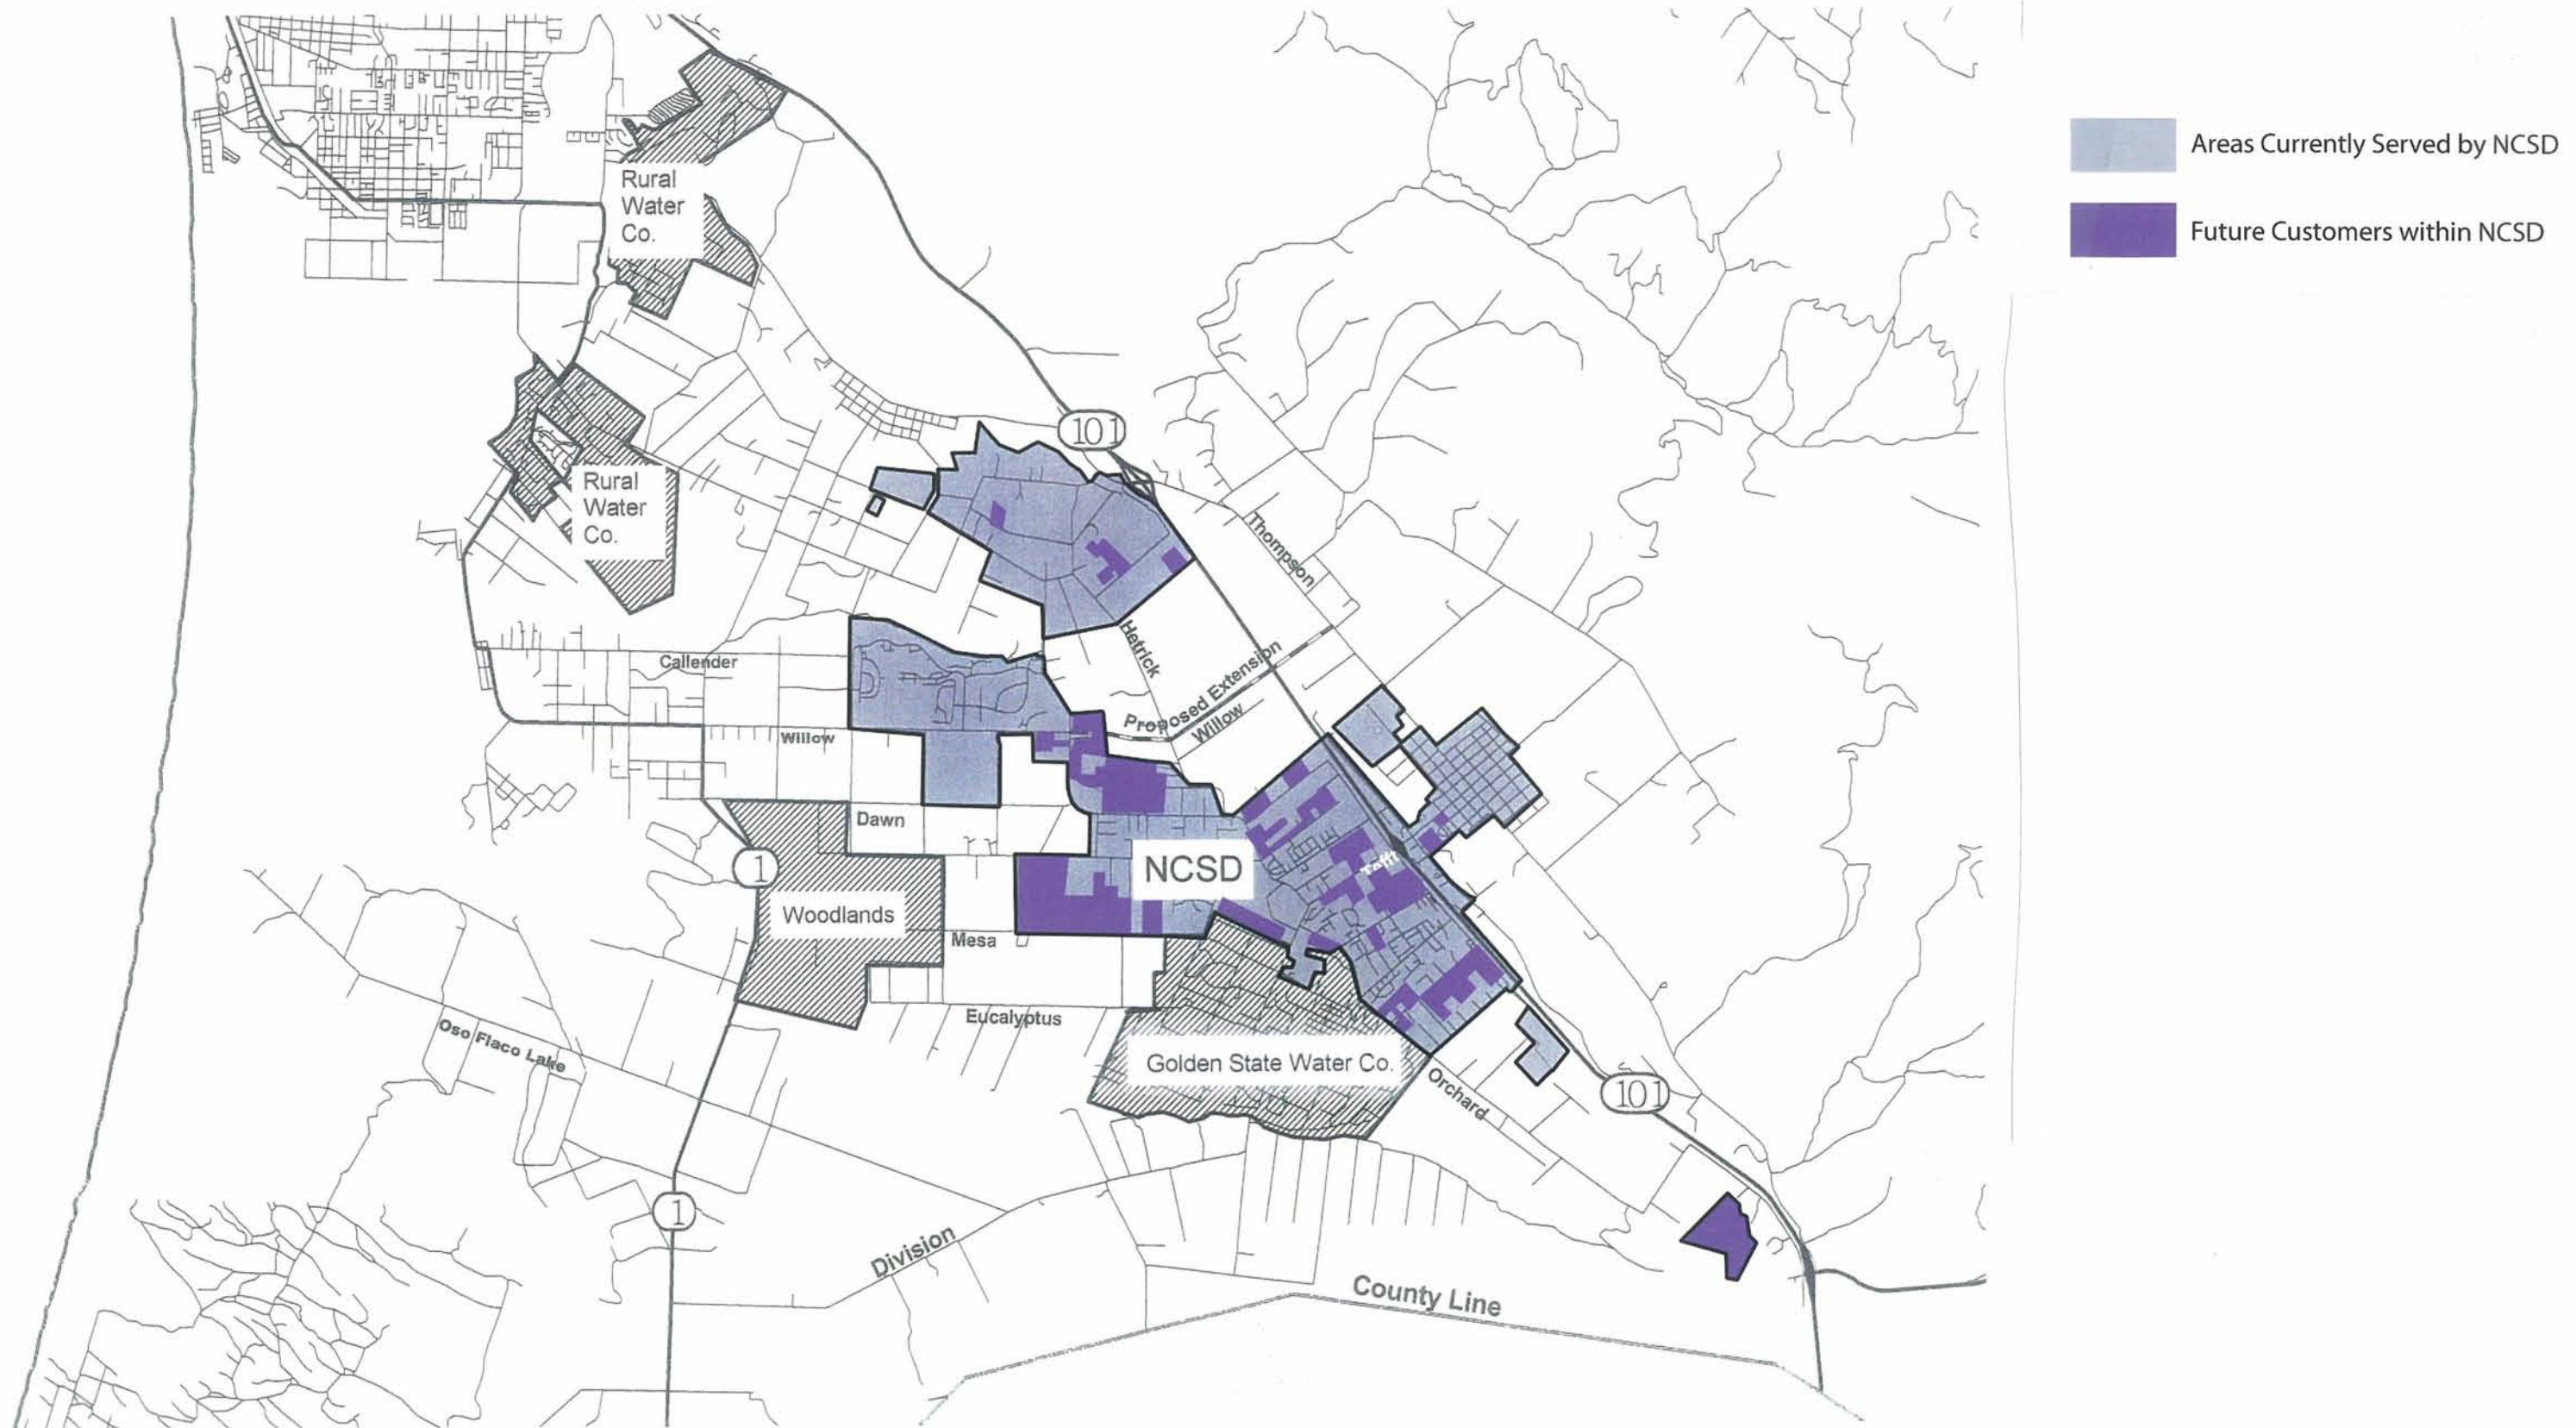 Areas Currently Served by NCSD
Future Customers within NCSD
Rural
Water
Co.
101
Rural
Water
Co.
Thompson
Hetrick
Callender
Proposed Extension
Willow
Willow
Dawn
NCSD
Tefft
1
Woodlands
Mesa
Eucalyptus
Oso Flaco Lake
Golden State Water Co.
Orchard
101
1
Division
County Line